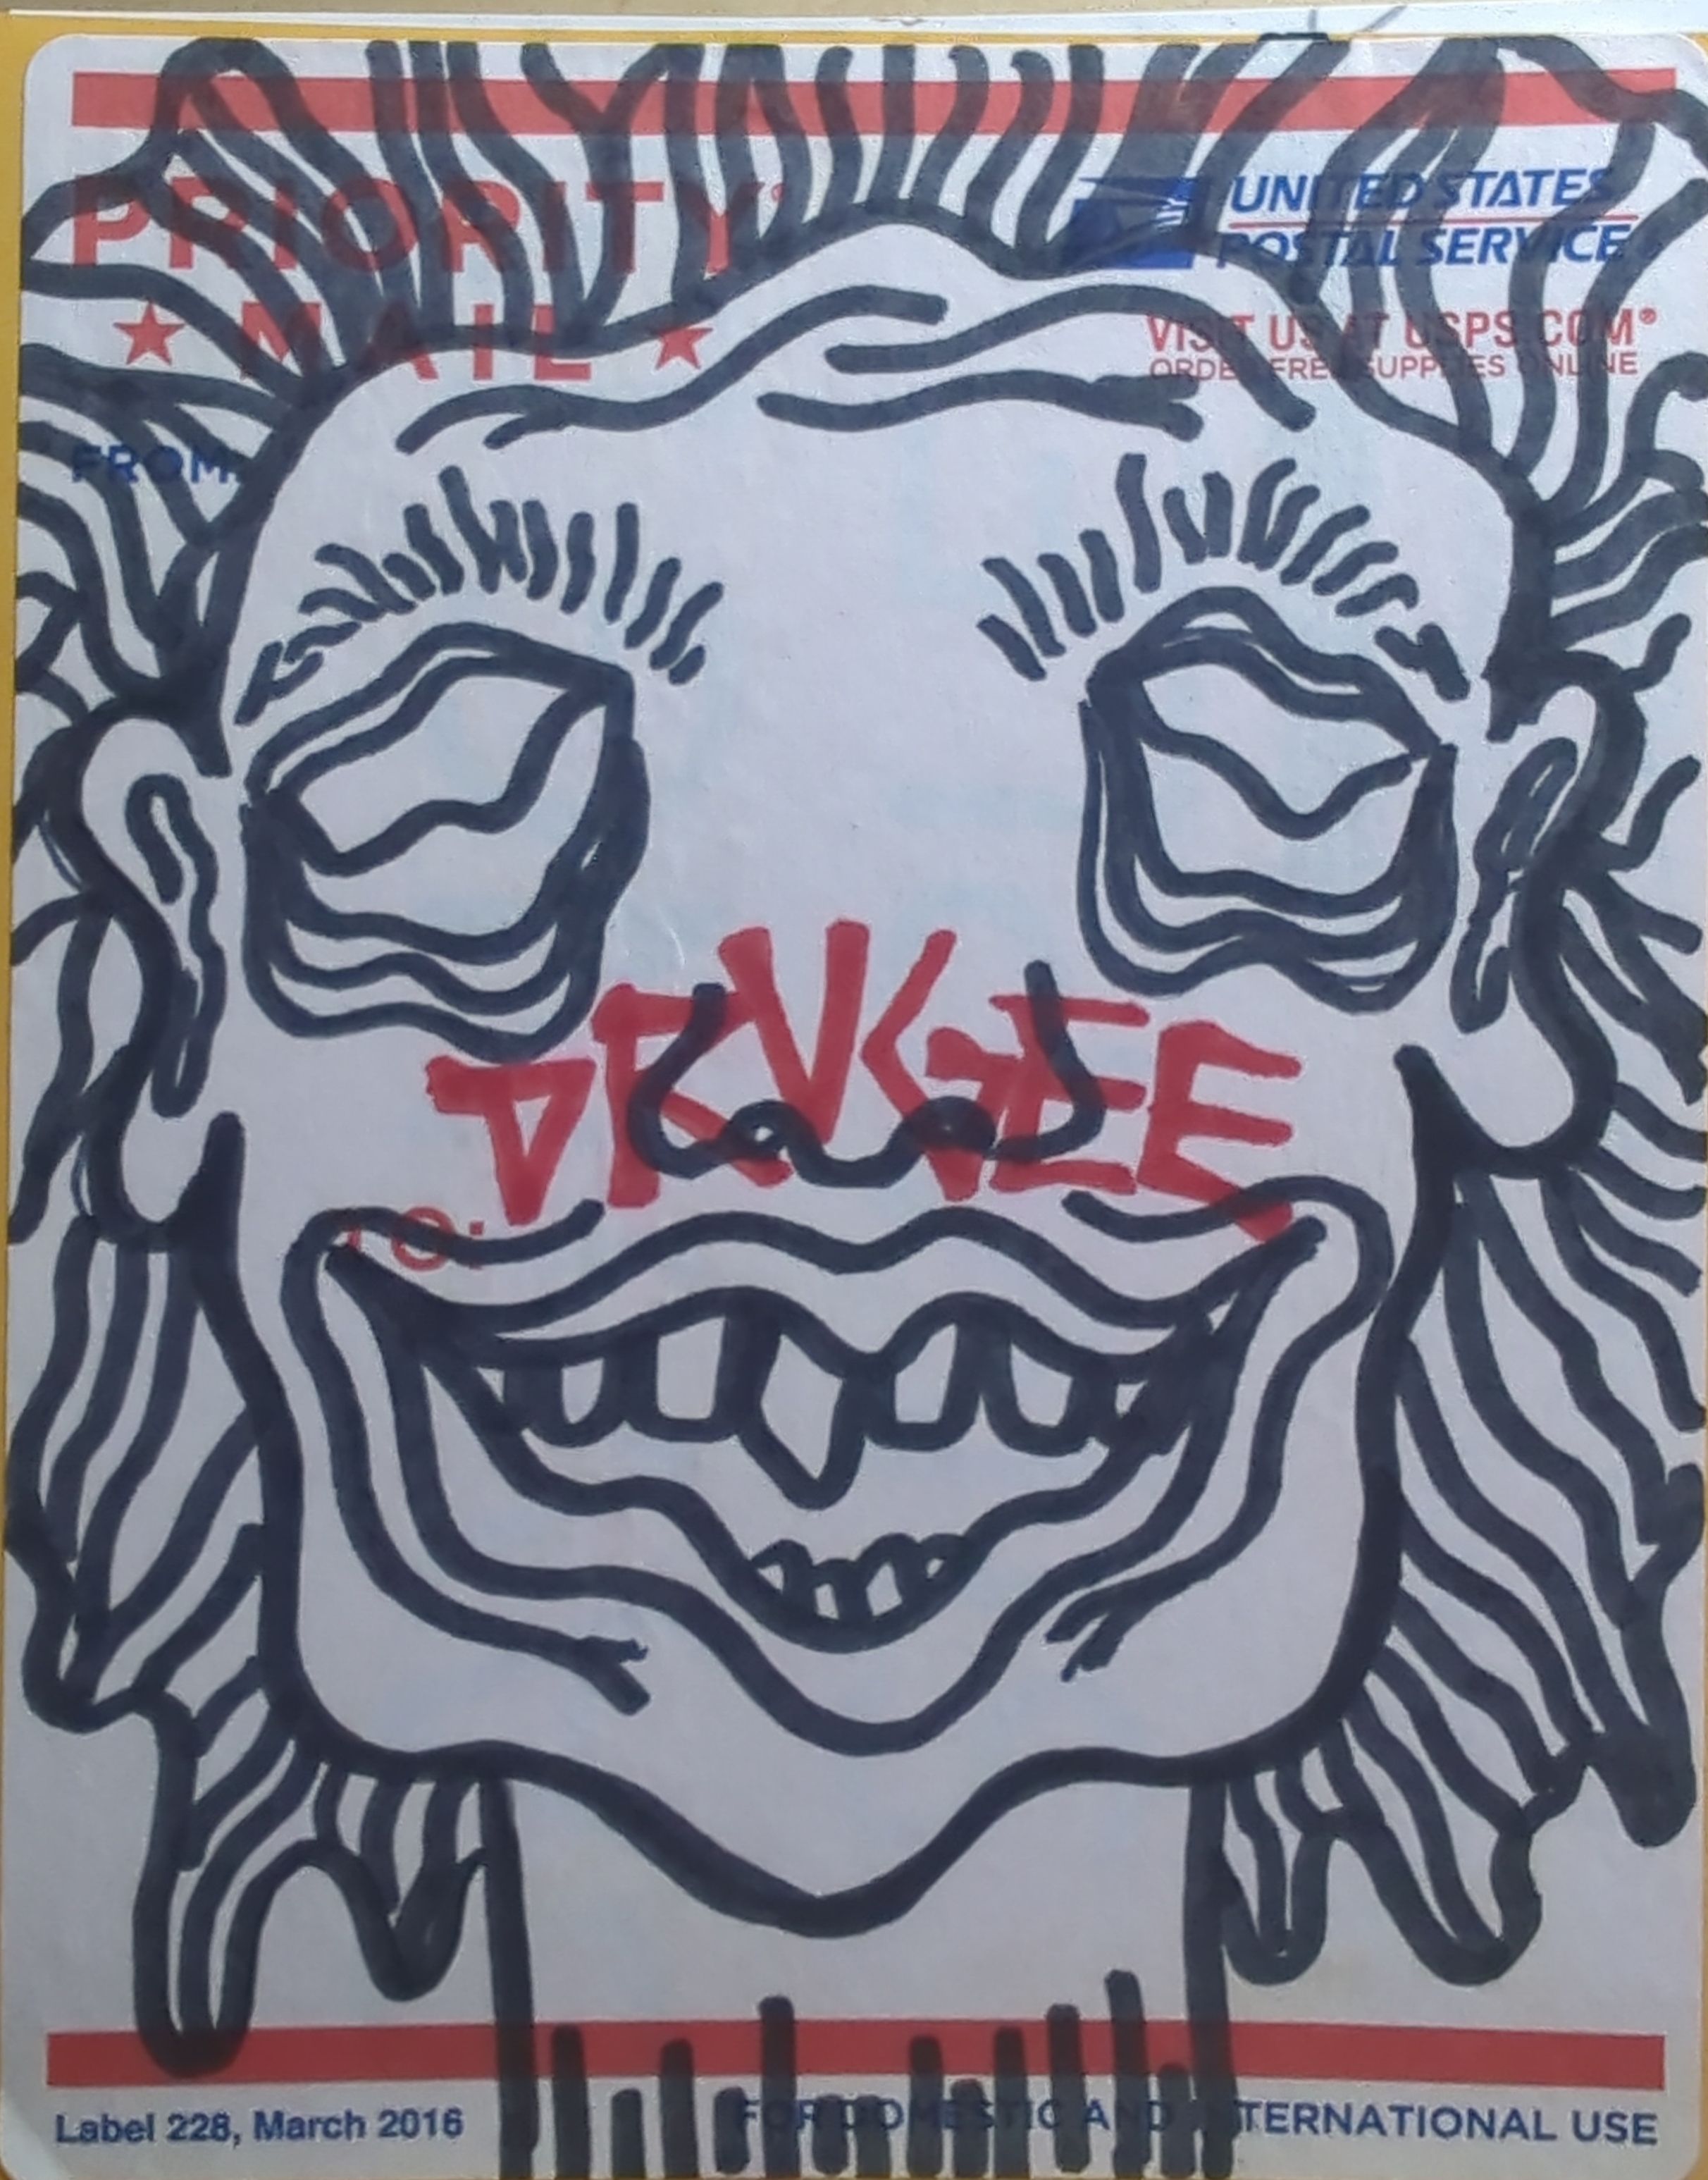 PRIORITY®
★ MAIL ★
UNITED STATES
POSTAL SERVICE®
VISIT US AT USPS.COM®
ORDER FREE SUPPLIES ONLINE
FROM:
DRUGEE
TO:
Label 228, March 2016
FOR DOMESTIC AND INTERNATIONAL USE